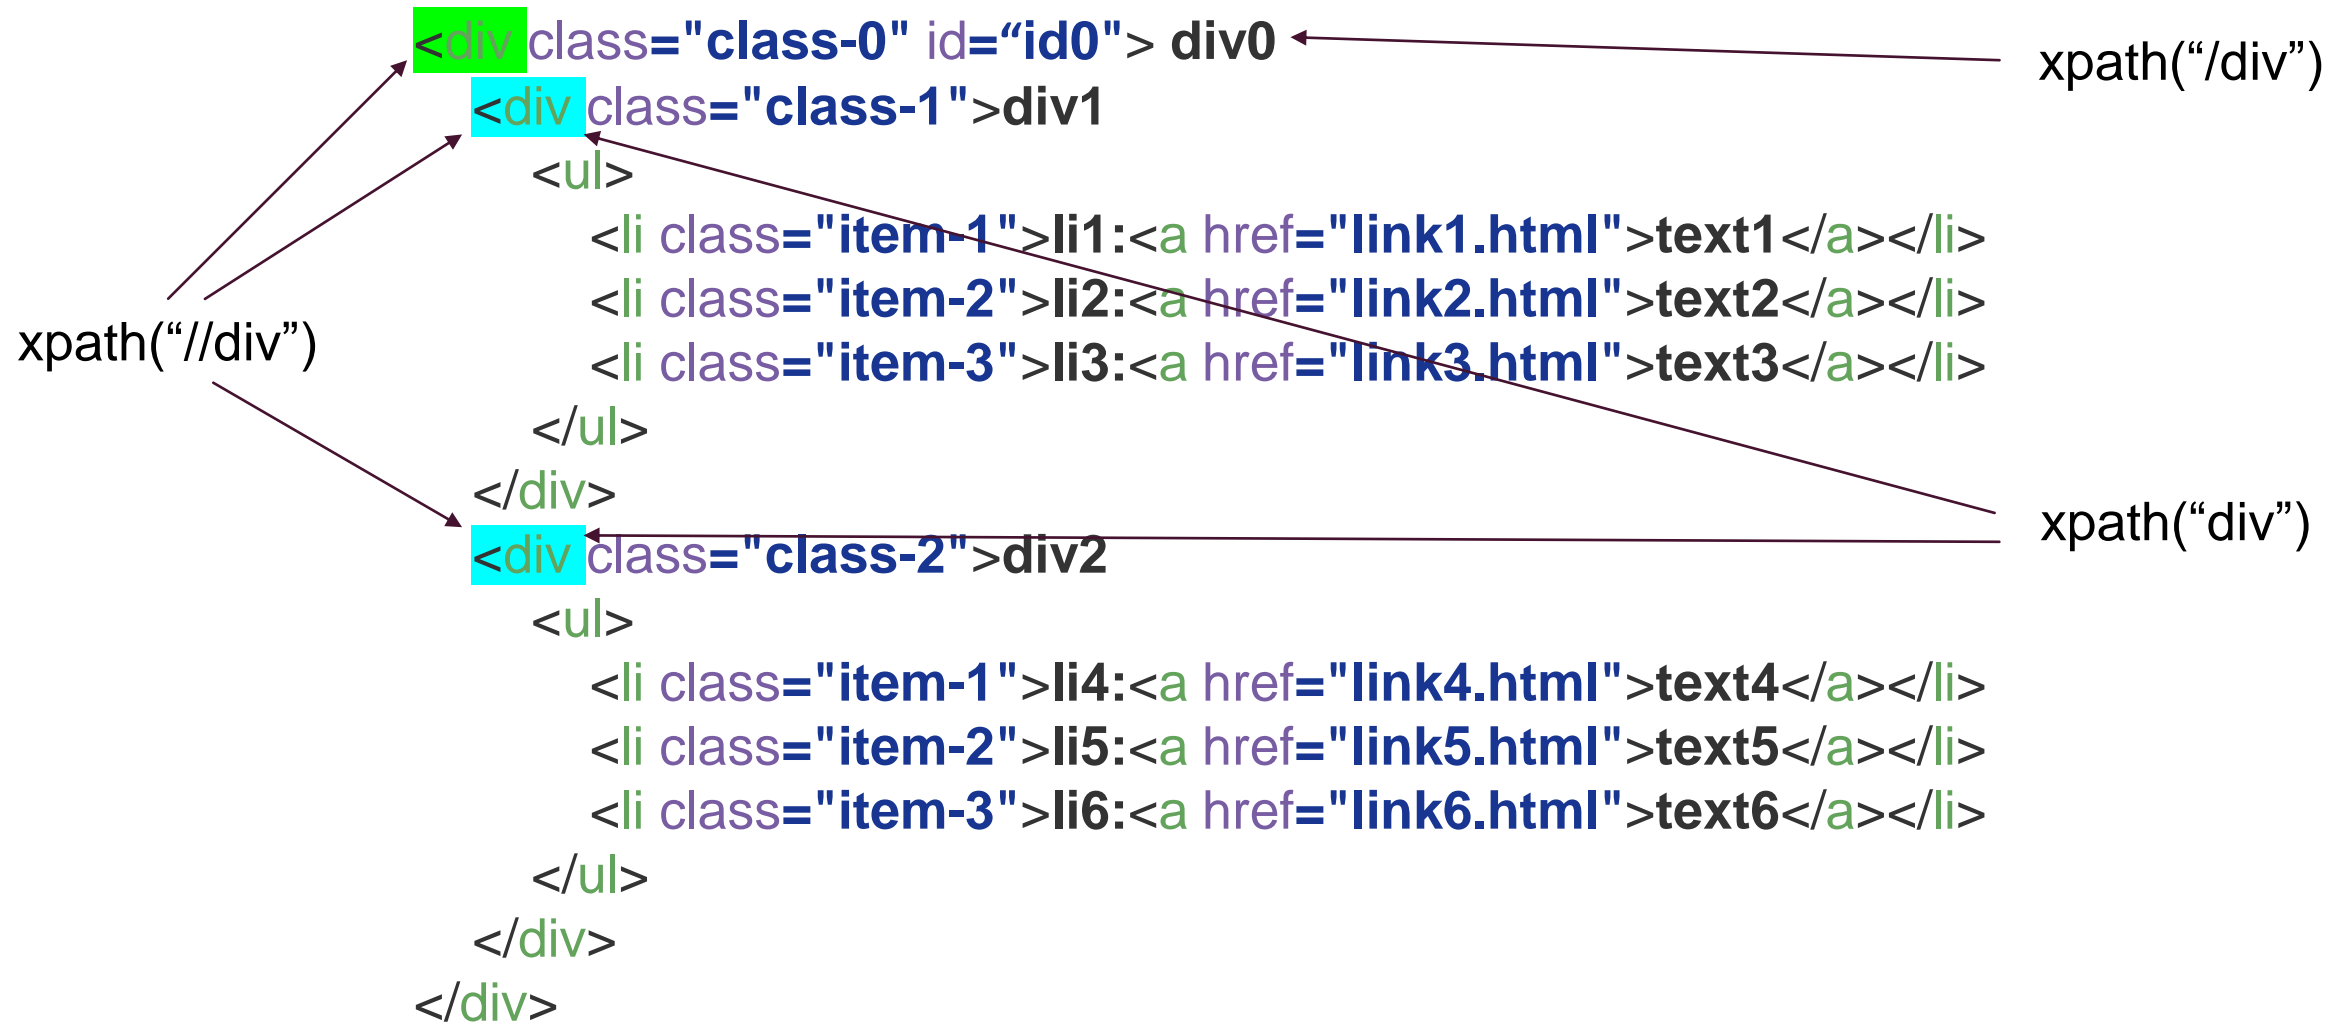 <div class="class-0" id=“id0"> div0
xpath(“/div”)
<div class="class-1">div1
<ul>
<li class="item-1">li1:<a href="link1.html">text1</a></li>
<li class="item-2">li2:<a href="link2.html">text2</a></li>
xpath(“//div”)
<li class="item-3">li3:<a href="link3.html">text3</a></li>
</ul>
</div>
xpath(“div”)
<div class="class-2">div2
<ul>
<li class="item-1">li4:<a href="link4.html">text4</a></li>
<li class="item-2">li5:<a href="link5.html">text5</a></li>
<li class="item-3">li6:<a href="link6.html">text6</a></li>
</ul>
</div>
</div>